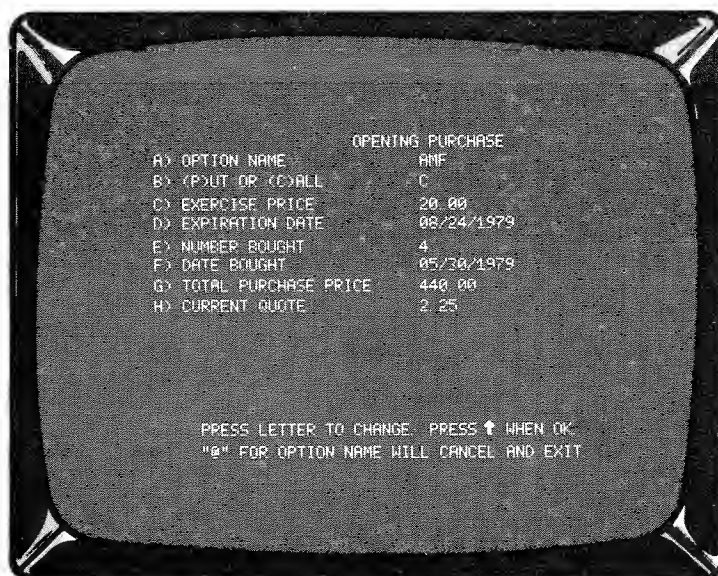 OPENING PURCHASE
A) OPTION NAME AMF
B) (P)UT OR (C)ALL C
C) EXERCISE PRICE 20.00
D) EXPIRATION DATE 08/24/1979
E) NUMBER BOUGHT 4
F) DATE BOUGHT 05/30/1979
G) TOTAL PURCHASE PRICE 440.00
H) CURRENT QUOTE 2.25
PRESS LETTER TO CHANGE. PRESS ↑ WHEN OK.
"@" FOR OPTION NAME WILL CANCEL AND EXIT